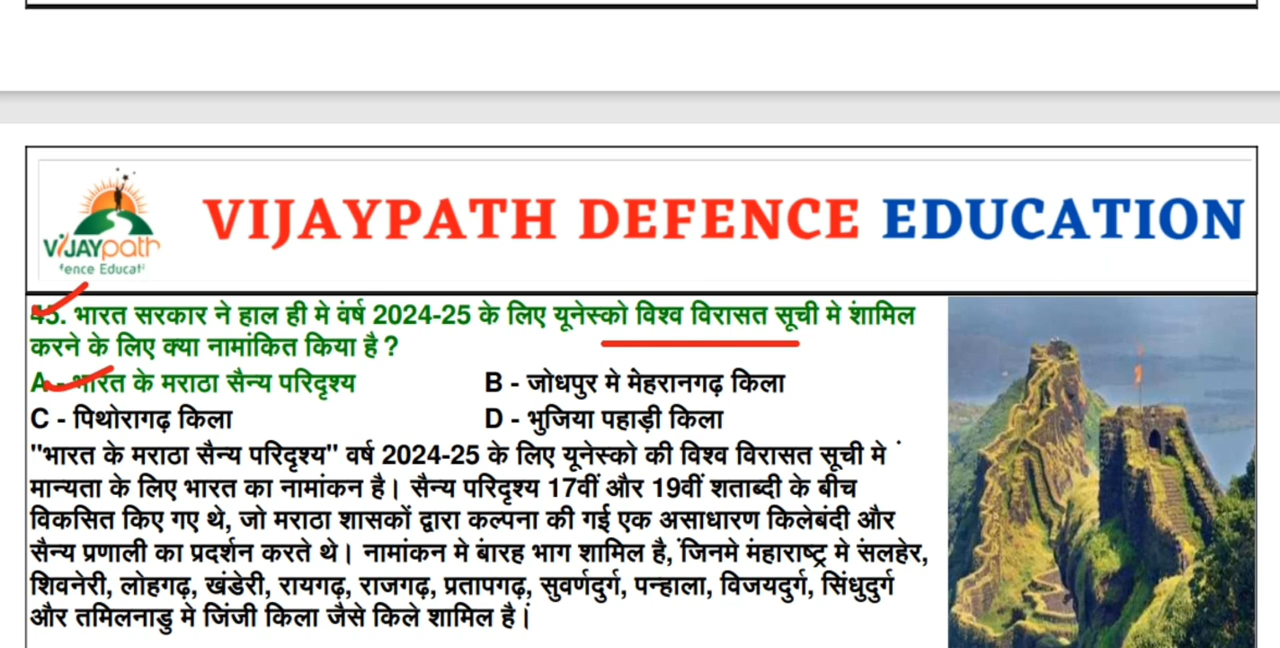 VIJAYPATH DEFENCE EDUCATION
VIJAYpath
fence Educati
45. भारत सरकार ने हाल ही मे वर्ष 2024-25 के लिए यूनेस्को विश्व विरासत सूची मे शामिल
करने के लिए क्या नामांकित किया है ?
A - भारत के मराठा सैन्य परिदृश्य
B - जोधपुर मे मेहरानगढ़ किला
C - पिथोरागढ़ किला
D - भुजिया पहाड़ी किला
"भारत के मराठा सैन्य परिदृश्य" वर्ष 2024-25 के लिए यूनेस्को की विश्व विरासत सूची मे
मान्यता के लिए भारत का नामांकन है। सैन्य परिदृश्य 17वीं और 19वीं शताब्दी के बीच
विकसित किए गए थे, जो मराठा शासकों द्वारा कल्पना की गई एक असाधारण किलेबंदी और
सैन्य प्रणाली का प्रदर्शन करते थे। नामांकन मे बारह भाग शामिल है, जिनमे महाराष्ट्र मे सलहेर,
शिवनेरी, लोहगढ़, खंडेरी, रायगढ़, राजगढ़, प्रतापगढ़, सुवर्णदुर्ग, पन्हाला, विजयदुर्ग, सिंधुदुर्ग
और तमिलनाडु मे जिंजी किला जैसे किले शामिल है।